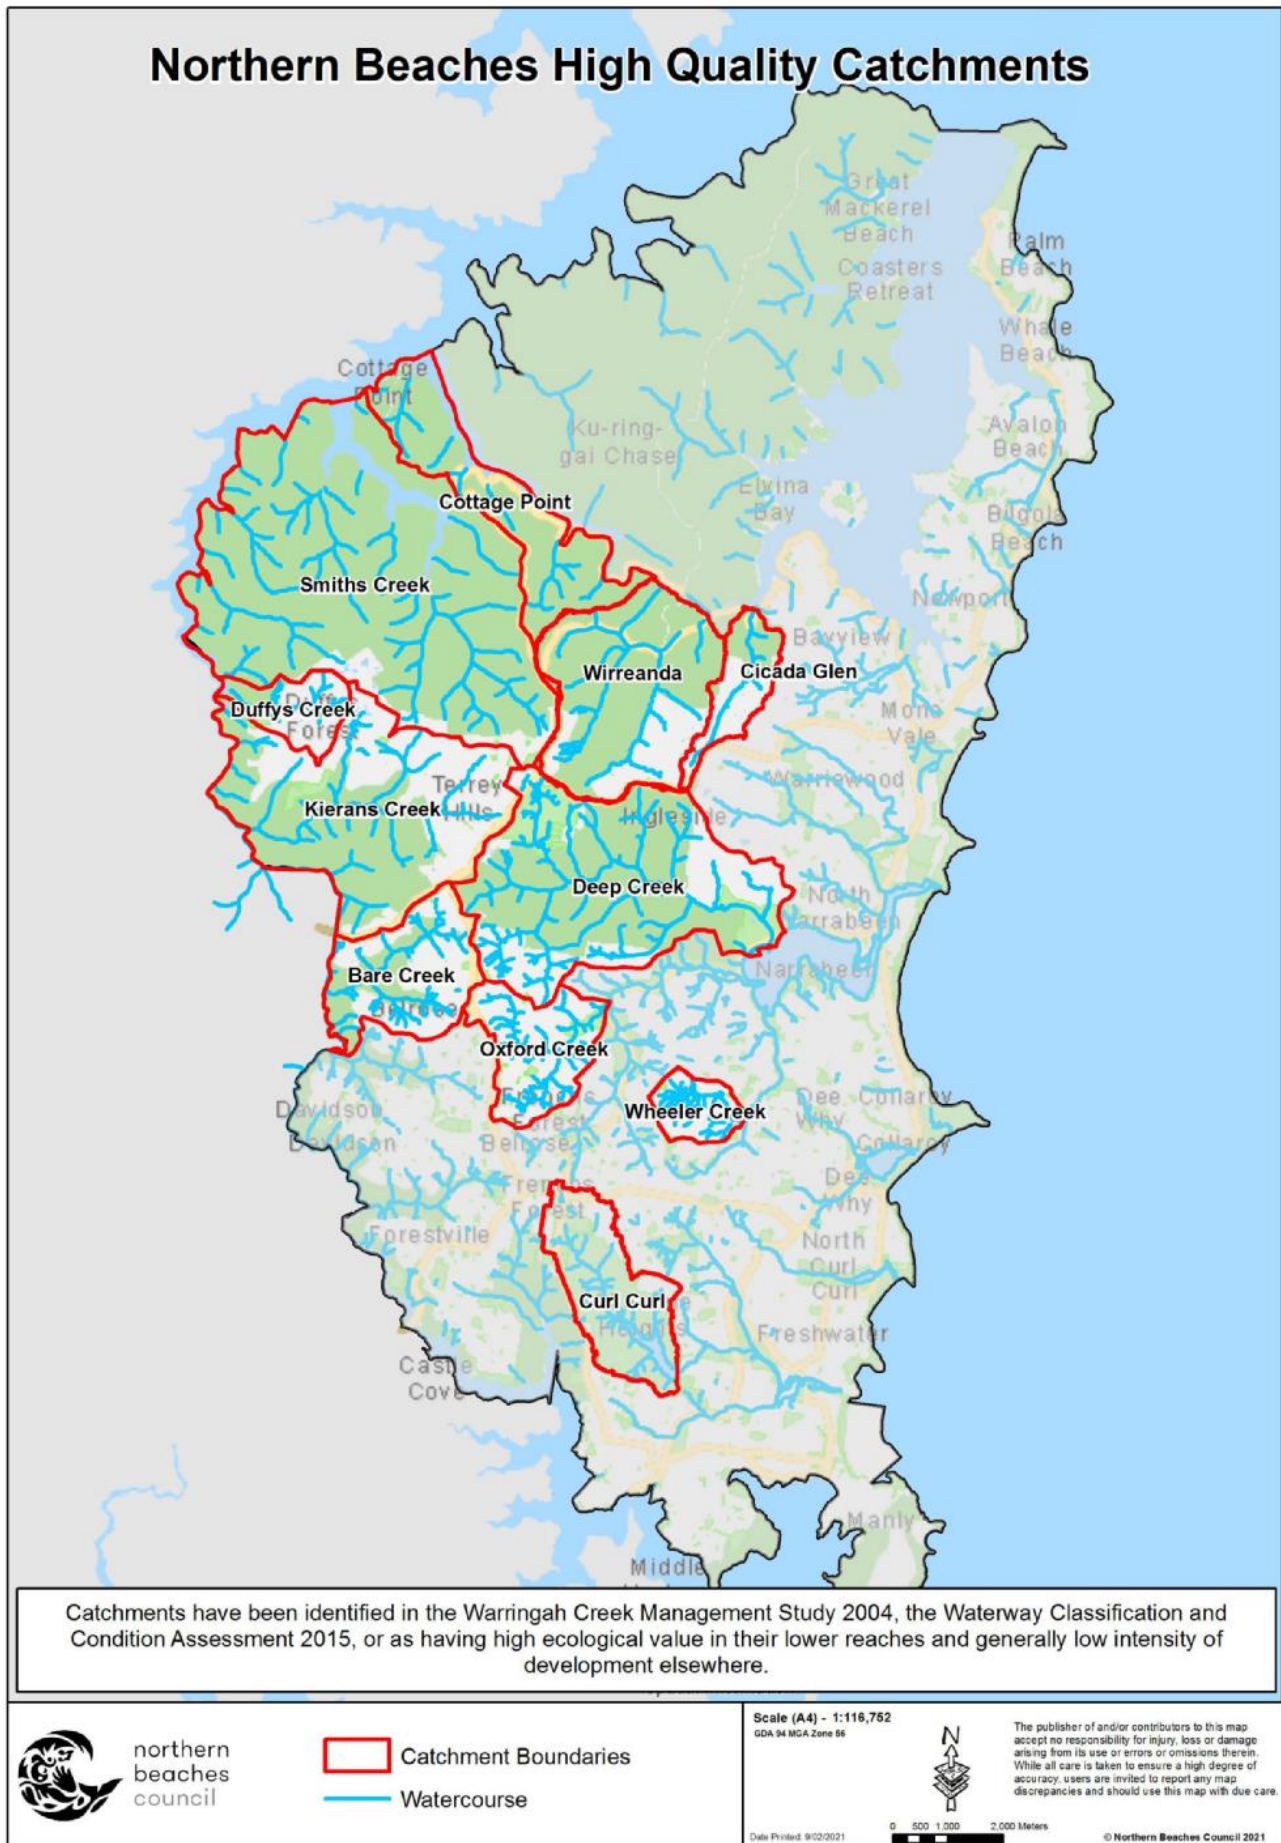 Northern Beaches High Quality Catchments
Great
Mackerel
Beach
Palm
Beach
Coasters
Retreat
Whale
Beach
Cottage
Point
Ku-ring-
gai Chase
Avalon
Beach
Elvina
Bay
Cottage Point
Bilgola
Beach
Smiths Creek
Newport
Bayview
Wirreanda
Cicada Glen
Duffys Creek
Forest
Mona
Vale
Warriewood
Terrey
Hills
Kierans Creek
Ingleside
Deep Creek
North
Narrabeen
Bare Creek
Narrabeen
Belrose
Oxford Creek
Frenchs
Forest
Wheeler Creek
Dee
Why
Collaroy
Davidson
Davidson
Belrose
Collaroy
Frenchs
Forest
Dee
Why
Forestville
North
Curl
Curl
Curl Curl
Heights
Freshwater
Castle
Cove
Manly
Middle
Catchments have been identified in the Warringah Creek Management Study 2004, the Waterway Classification and
Condition Assessment 2015, or as having high ecological value in their lower reaches and generally low intensity of
development elsewhere.
northern
beaches
council
Catchment Boundaries
Watercourse
Scale (A4) - 1:116,752
GDA 94 MGA Zone 56
N
The publisher of and/or contributors to this map
accept no responsibility for injury, loss or damage
arising from its use or errors or omissions therein.
While all care is taken to ensure a high degree of
accuracy, users are invited to report any map
discrepancies and should use this map with due care.
0 500 1,000 2,000 Meters
Date Printed: 9/02/2021
© Northern Beaches Council 2021